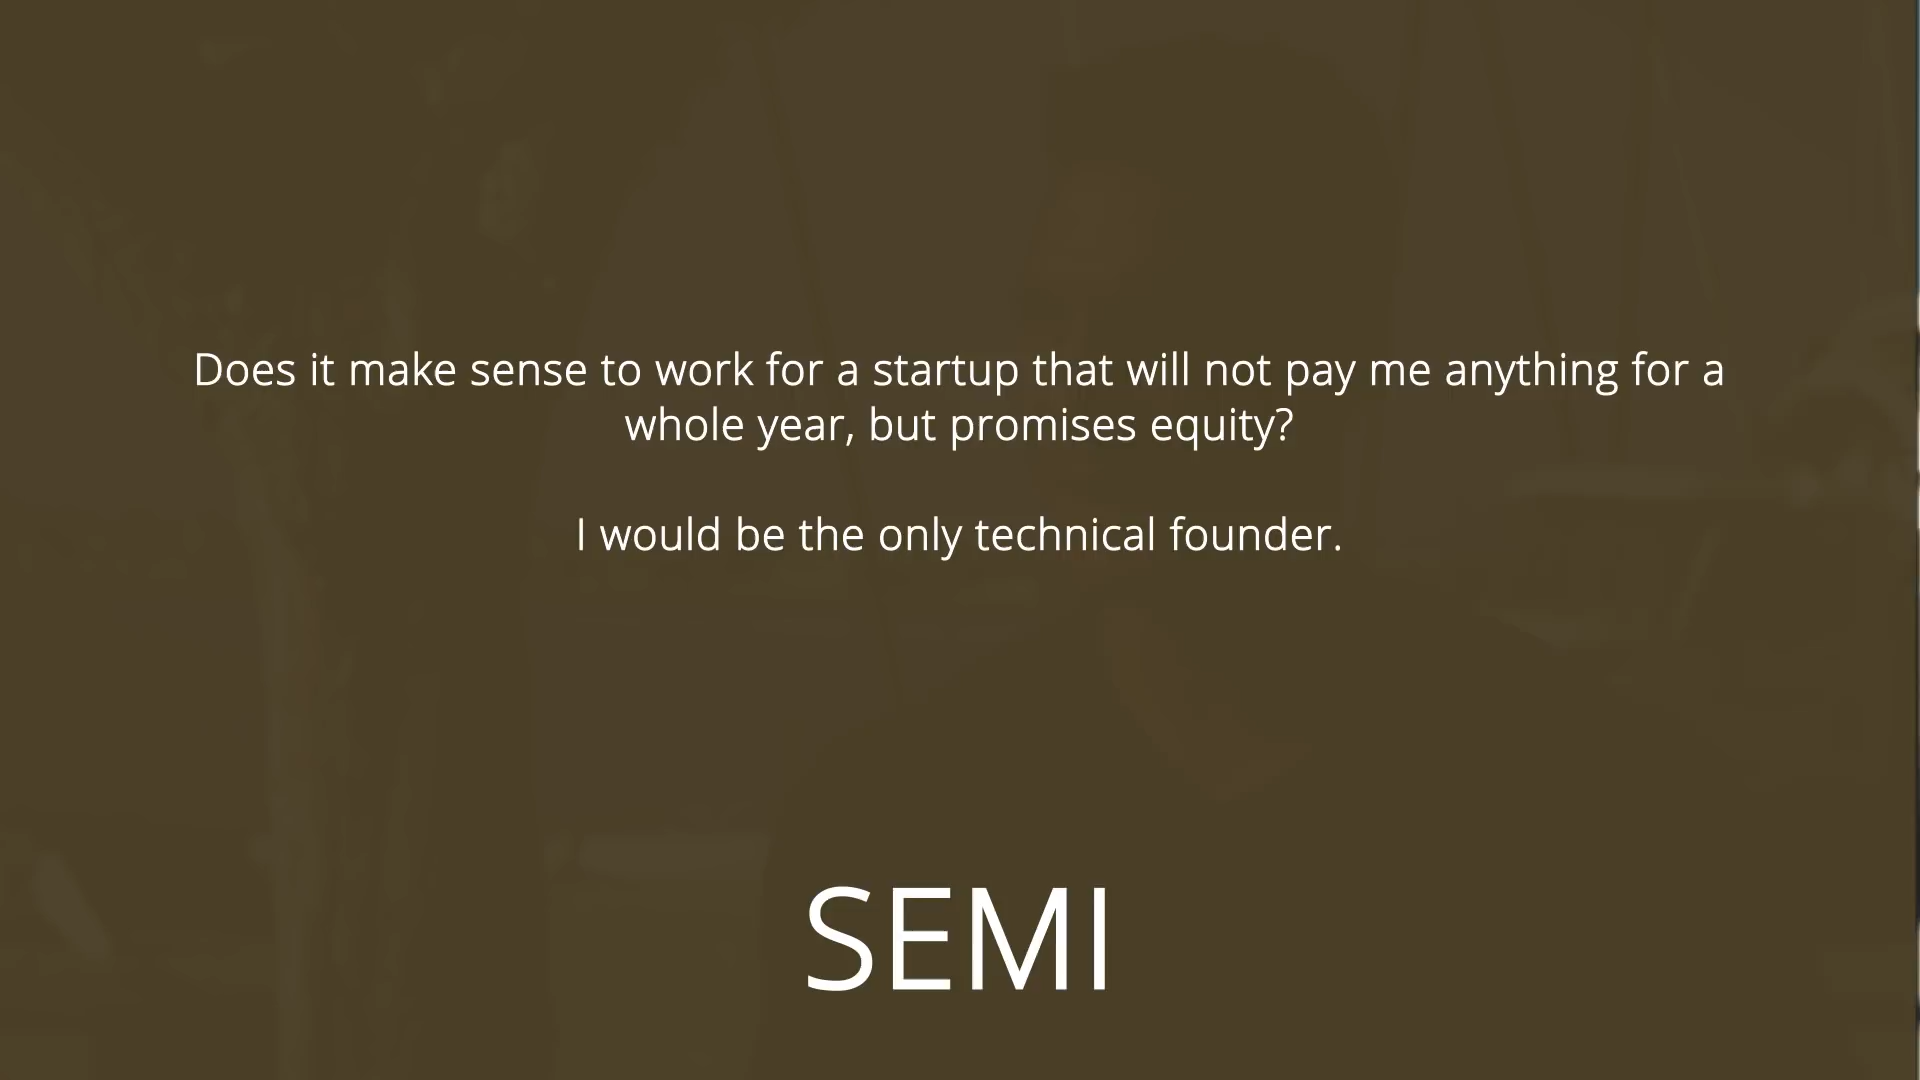 Does it make sense to work for a startup that will not pay me anything for a
whole year, but promises equity?
I would be the only technical founder.
SEMI